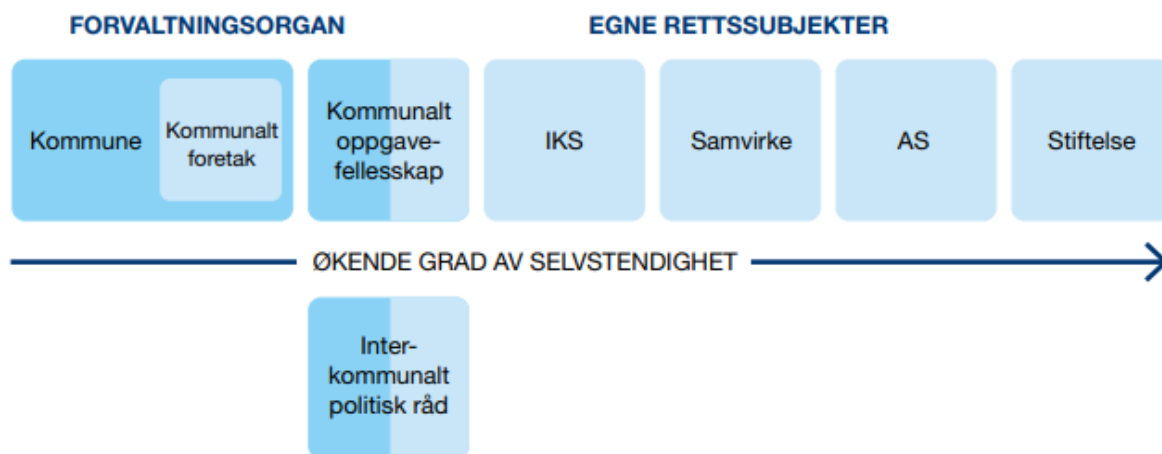 FORVALTNINGSORGAN
EGNE RETTSSUBJEKTER
Kommune
Kommunalt
foretak
Kommunalt
oppgave-
fellesskap
IKS
Samvirke
AS
Stiftelse
ØKENDE GRAD AV SELVSTENDIGHET
Inter-
kommunalt
politisk råd